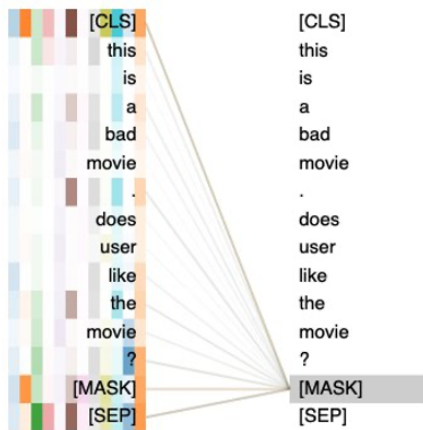 [CLS] [CLS]
this this
is is
a a
bad bad
movie movie
. .
does does
user user
like like
the the
movie movie
? ?
[MASK] [MASK]
[SEP] [SEP]